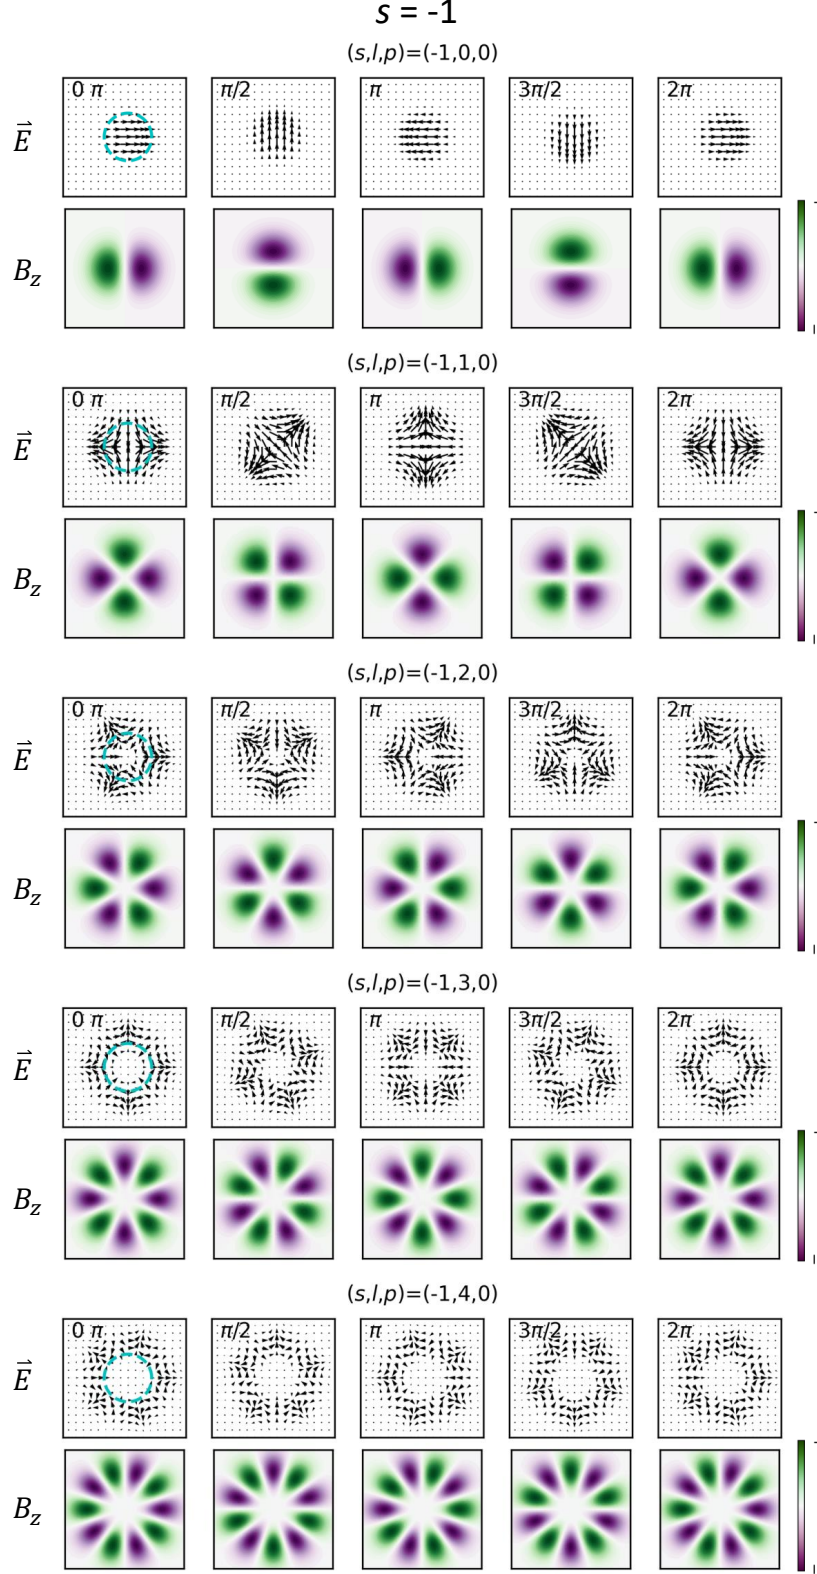 s = -1
(s,l,p)=(-1,0,0)
0 π π/2 π 3π/2 2π
E⃗
B_z
(s,l,p)=(-1,1,0)
0 π π/2 π 3π/2 2π
E⃗
B_z
(s,l,p)=(-1,2,0)
0 π π/2 π 3π/2 2π
E⃗
B_z
(s,l,p)=(-1,3,0)
0 π π/2 π 3π/2 2π
E⃗
B_z
(s,l,p)=(-1,4,0)
0 π π/2 π 3π/2 2π
E⃗
B_z